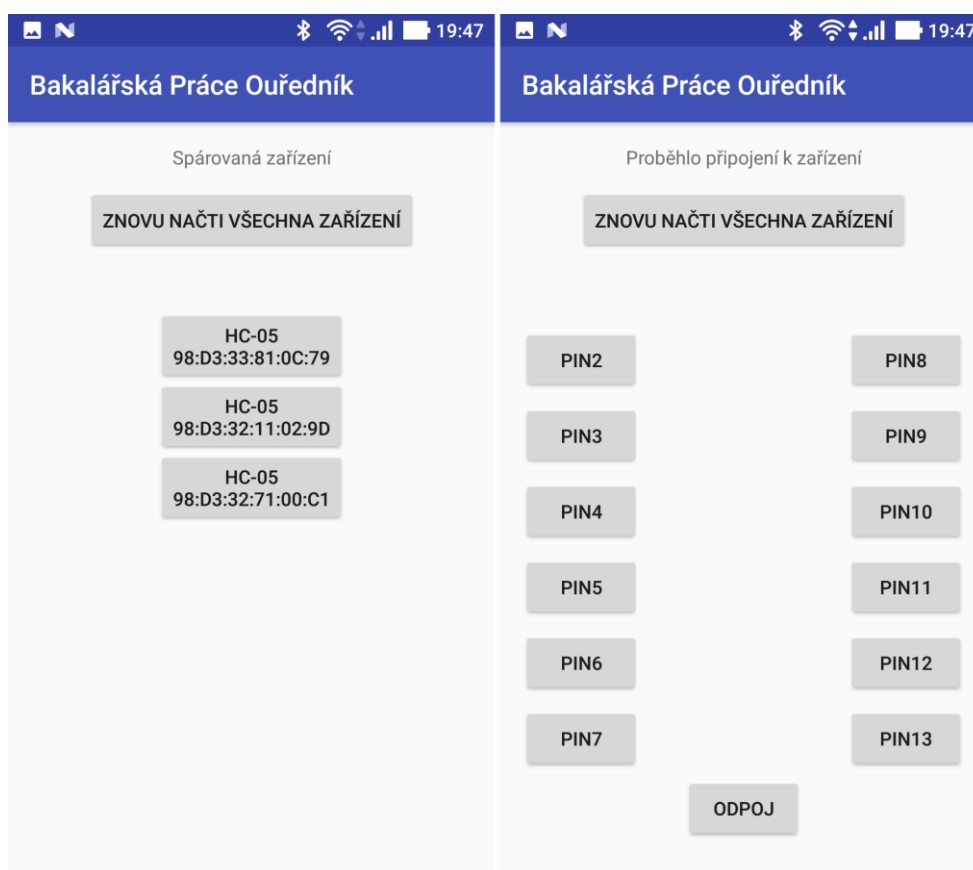 19:47
Bakalářská Práce Ouředník
Spárovaná zařízení
ZNOVU NAČTI VŠECHNA ZAŘÍZENÍ
HC-05
98:D3:33:81:0C:79
HC-05
98:D3:32:11:02:9D
HC-05
98:D3:32:71:00:C1
19:47
Bakalářská Práce Ouředník
Proběhlo připojení k zařízení
ZNOVU NAČTI VŠECHNA ZAŘÍZENÍ
PIN2 PIN8
PIN3 PIN9
PIN4 PIN10
PIN5 PIN11
PIN6 PIN12
PIN7 PIN13
ODPOJ